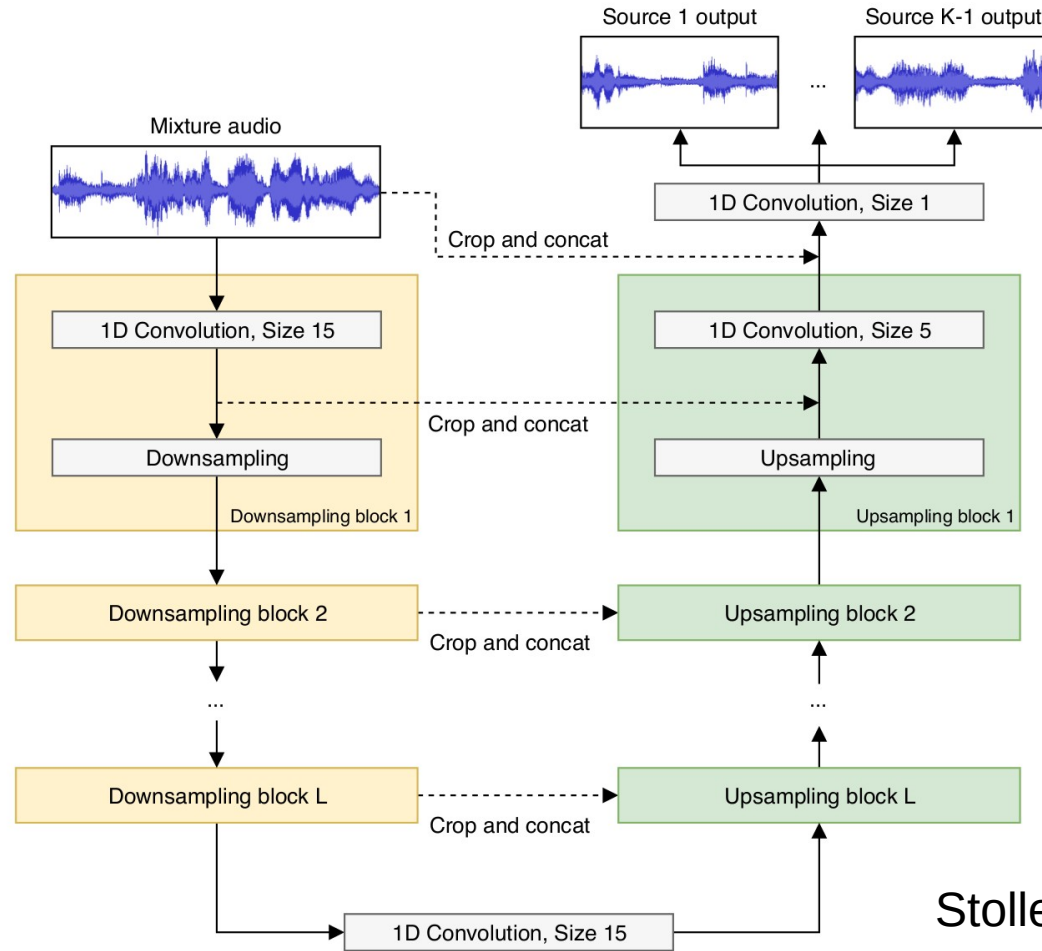 Source 1 output
Source K-1 output
...
Mixture audio
1D Convolution, Size 1
Crop and concat
1D Convolution, Size 15
1D Convolution, Size 5
Crop and concat
Downsampling
Upsampling
Downsampling block 1
Upsampling block 1
Downsampling block 2
Upsampling block 2
Crop and concat
...
...
Downsampling block L
Upsampling block L
Crop and concat
1D Convolution, Size 15
Stolle